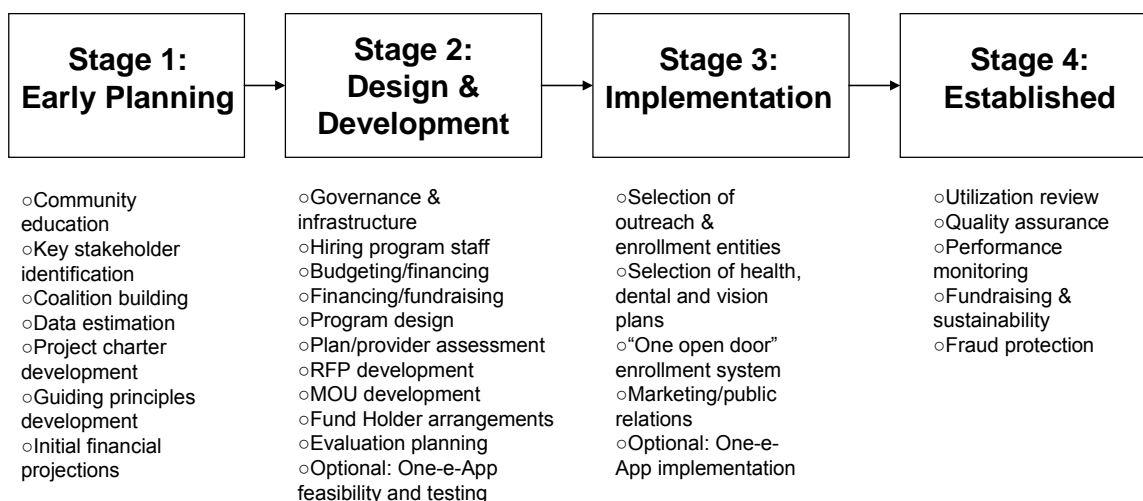 Stage 1:
Early Planning
Stage 2:
Design &
Development
Stage 3:
Implementation
Stage 4:
Established
○Community
education
○Key stakeholder
identification
○Coalition building
○Data estimation
○Project charter
development
○Guiding principles
development
○Initial financial
projections
○Governance &
infrastructure
○Hiring program staff
○Budgeting/financing
○Financing/fundraising
○Program design
○Plan/provider assessment
○RFP development
○MOU development
○Fund Holder arrangements
○Evaluation planning
○Optional: One-e-App
feasibility and testing
○Selection of
outreach &
enrollment entities
○Selection of health,
dental and vision
plans
○“One open door”
enrollment system
○Marketing/public
relations
○Optional: One-e-
App implementation
○Utilization review
○Quality assurance
○Performance
monitoring
○Fundraising &
sustainability
○Fraud protection